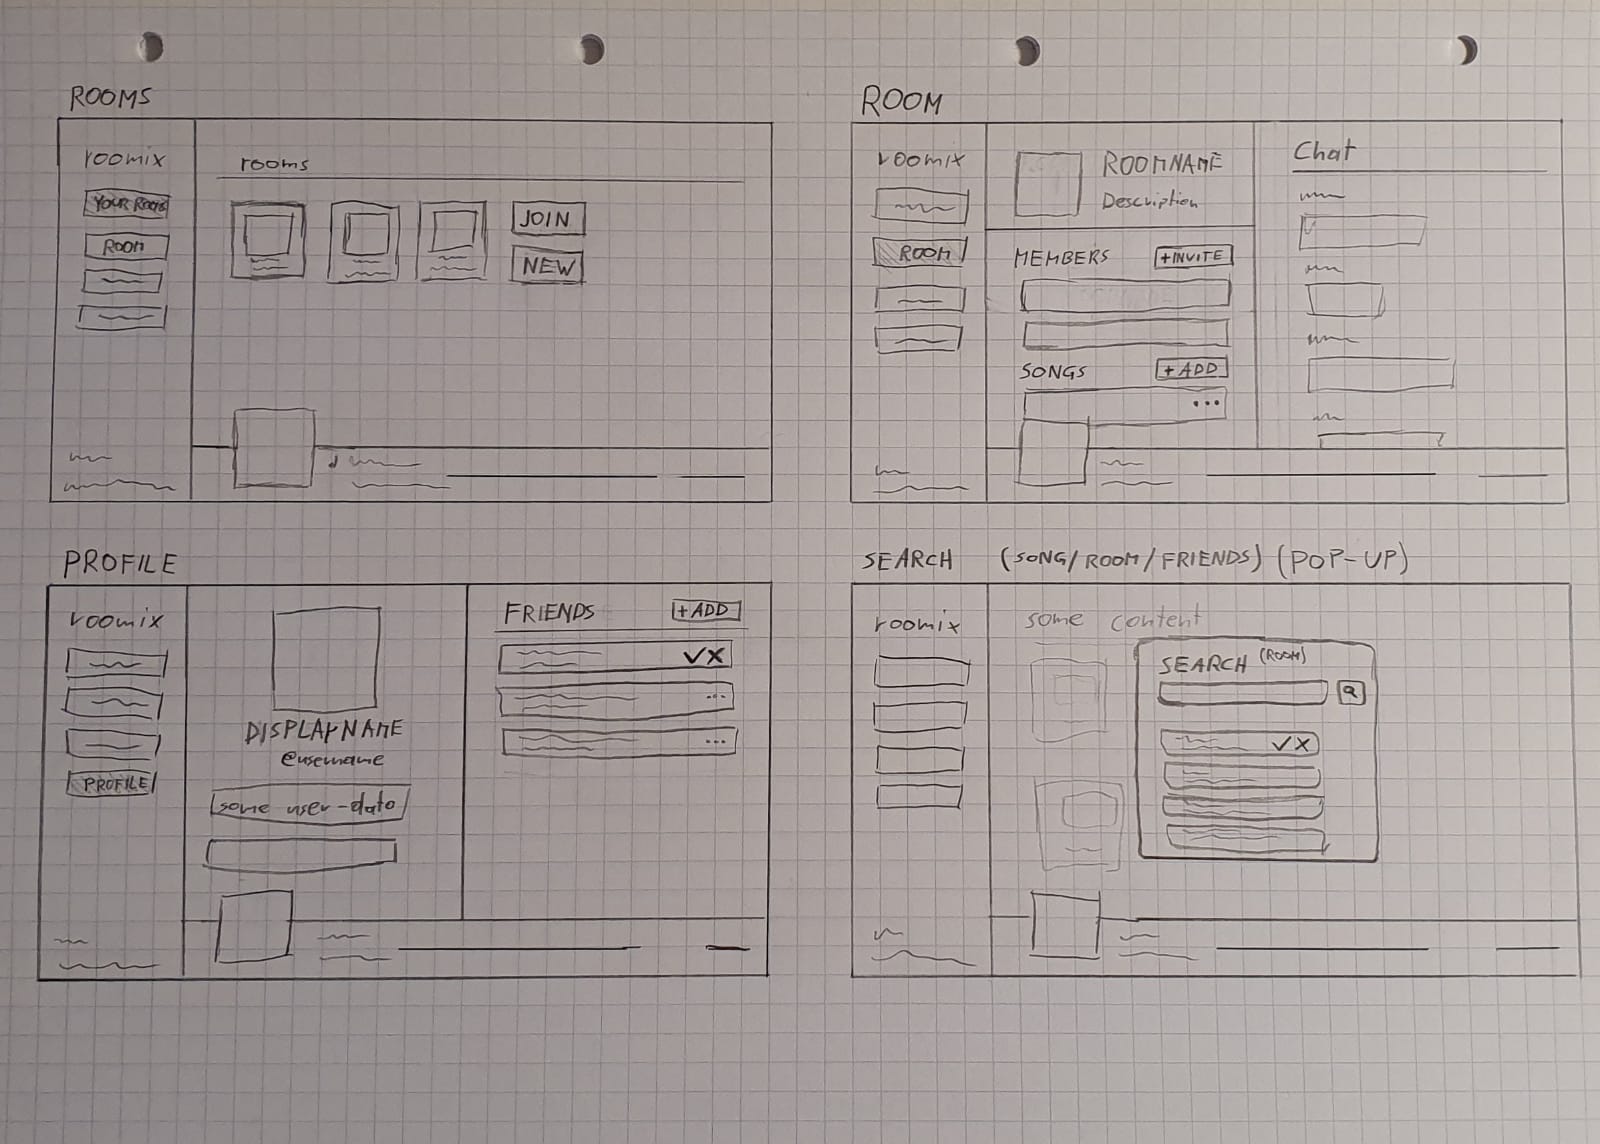 ROOMS
roomix
YOUR ROOMS
ROOM
rooms
JOIN
NEW
ROOM
roomix
ROOM
ROOMNAME
Description
MEMBERS
+INVITE
SONGS
+ADD
...
Chat
PROFILE
roomix
PROFILE
DISPLAYNAME
@username
some user-data
FRIENDS
+ADD
...
...
SEARCH (SONG/ROOM/FRIENDS) (POP-UP)
roomix
some content
SEARCH (ROOM)